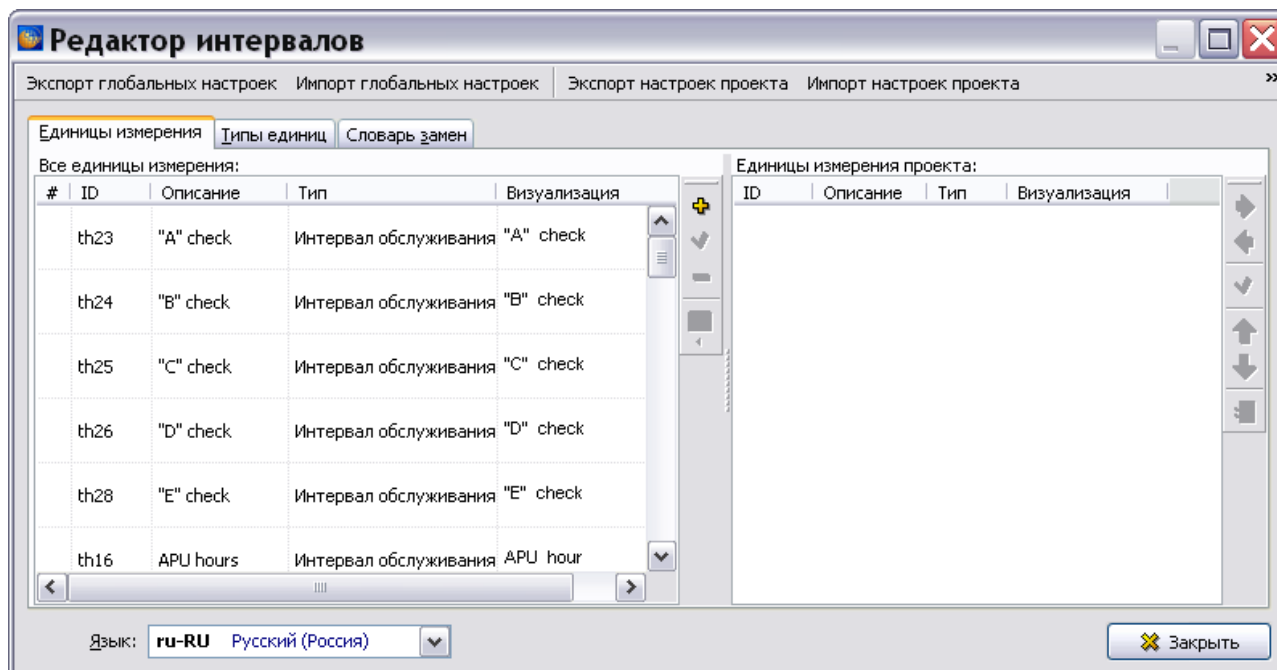 Редактор интервалов
Экспорт глобальных настроек Импорт глобальных настроек Экспорт настроек проекта Импорт настроек проекта »
Единицы измерения Типы единиц Словарь замен
Все единицы измерения: Единицы измерения проекта:
# ID Описание Тип Визуализация ID Описание Тип Визуализация
th23 "A" check Интервал обслуживания "A" check
th24 "B" check Интервал обслуживания "B" check
th25 "C" check Интервал обслуживания "C" check
th26 "D" check Интервал обслуживания "D" check
th28 "E" check Интервал обслуживания "E" check
th16 APU hours Интервал обслуживания APU hour
Язык: ru-RU Русский (Россия) Закрыть